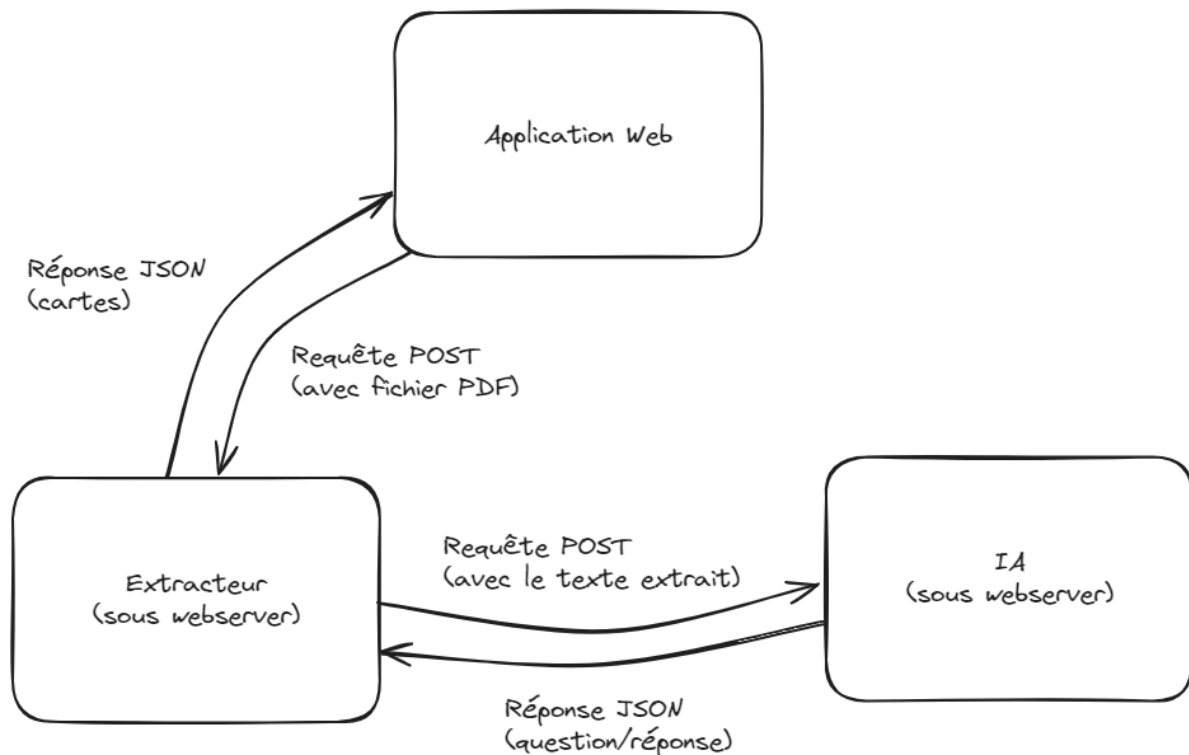 Application Web
Réponse JSON
(cartes)
Requête POST
(avec fichier PDF)
Extracteur
(sous webserver)
Requête POST
(avec le texte extrait)
IA
(sous webserver)
Réponse JSON
(question/réponse)